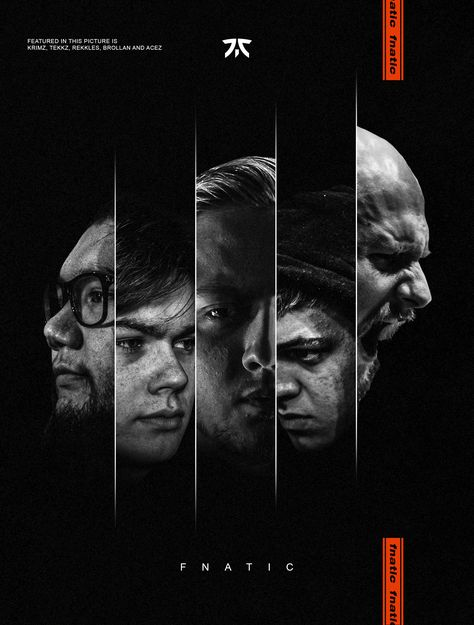 FEATURED IN THIS PICTURE IS
KRIMZ, TEKKZ, REKKLES, BROLLAN AND ACEZ
fnatic
fnatic
FNATIC
fnatic
fnatic